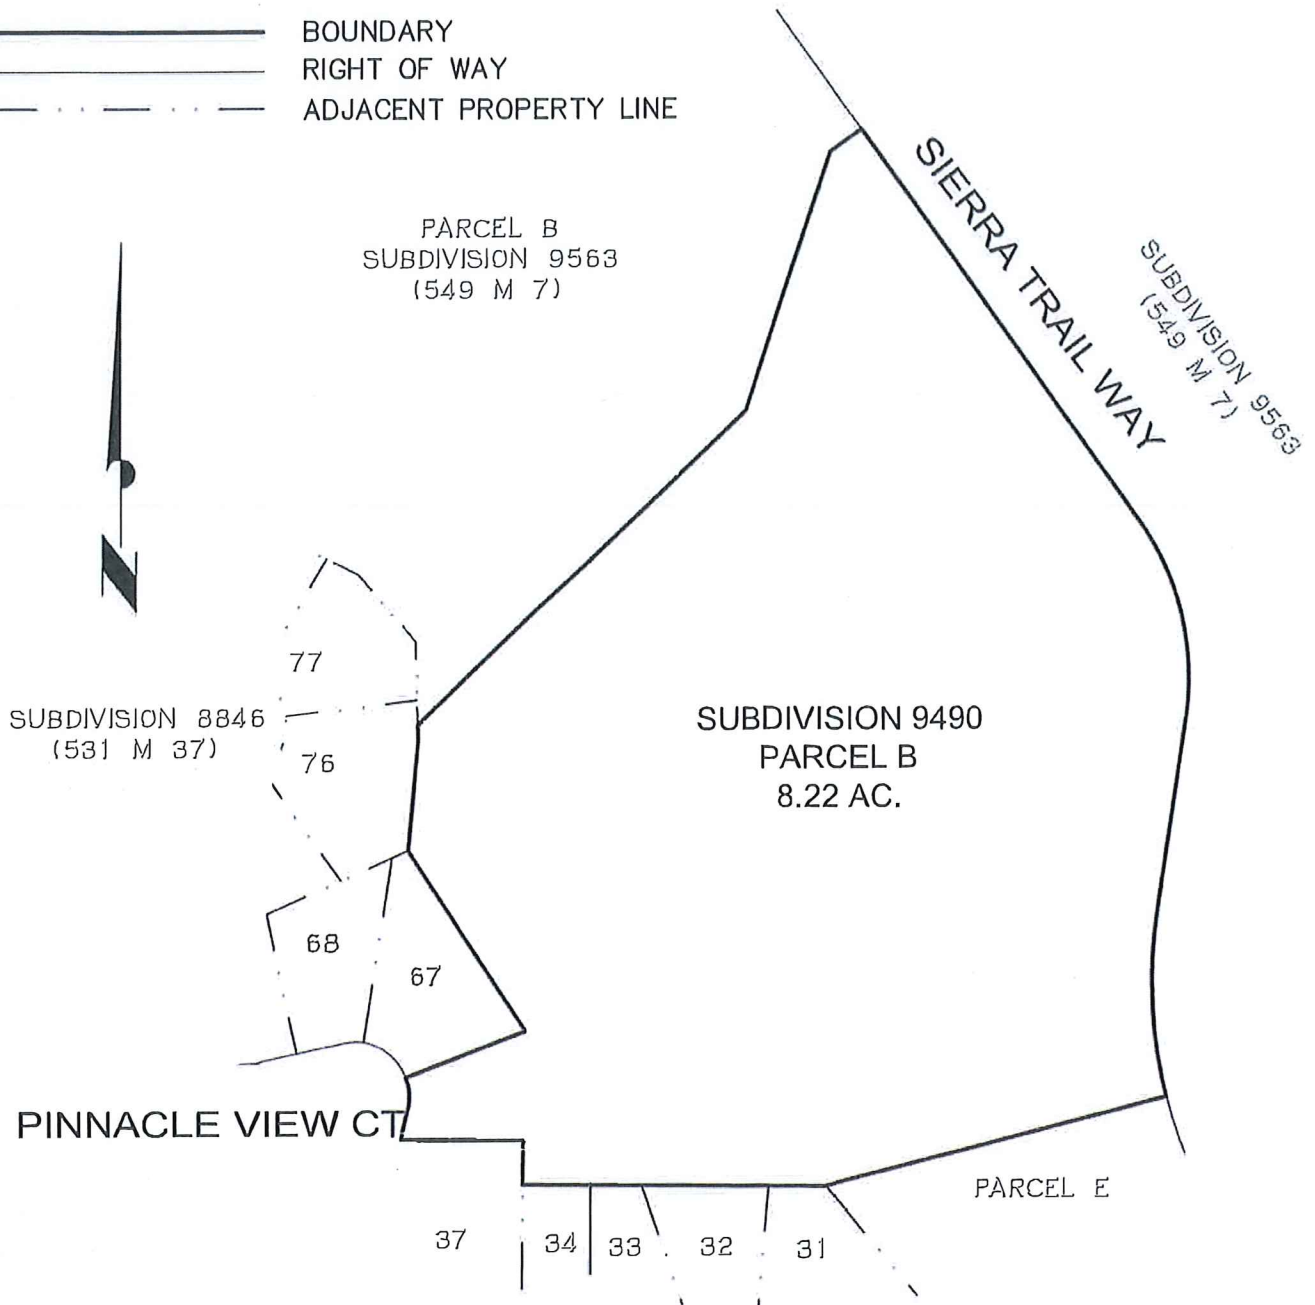 BOUNDARY
RIGHT OF WAY
ADJACENT PROPERTY LINE
PARCEL B
SUBDIVISION 9563
(549 M 7)
SIERRA TRAIL WAY
SUBDIVISION 9563
(549 M 7)
N
77
SUBDIVISION 8846
(531 M 37)
76
SUBDIVISION 9490
PARCEL B
8.22 AC.
68
67
PINNACLE VIEW CT
PARCEL E
37
34
33
32
31